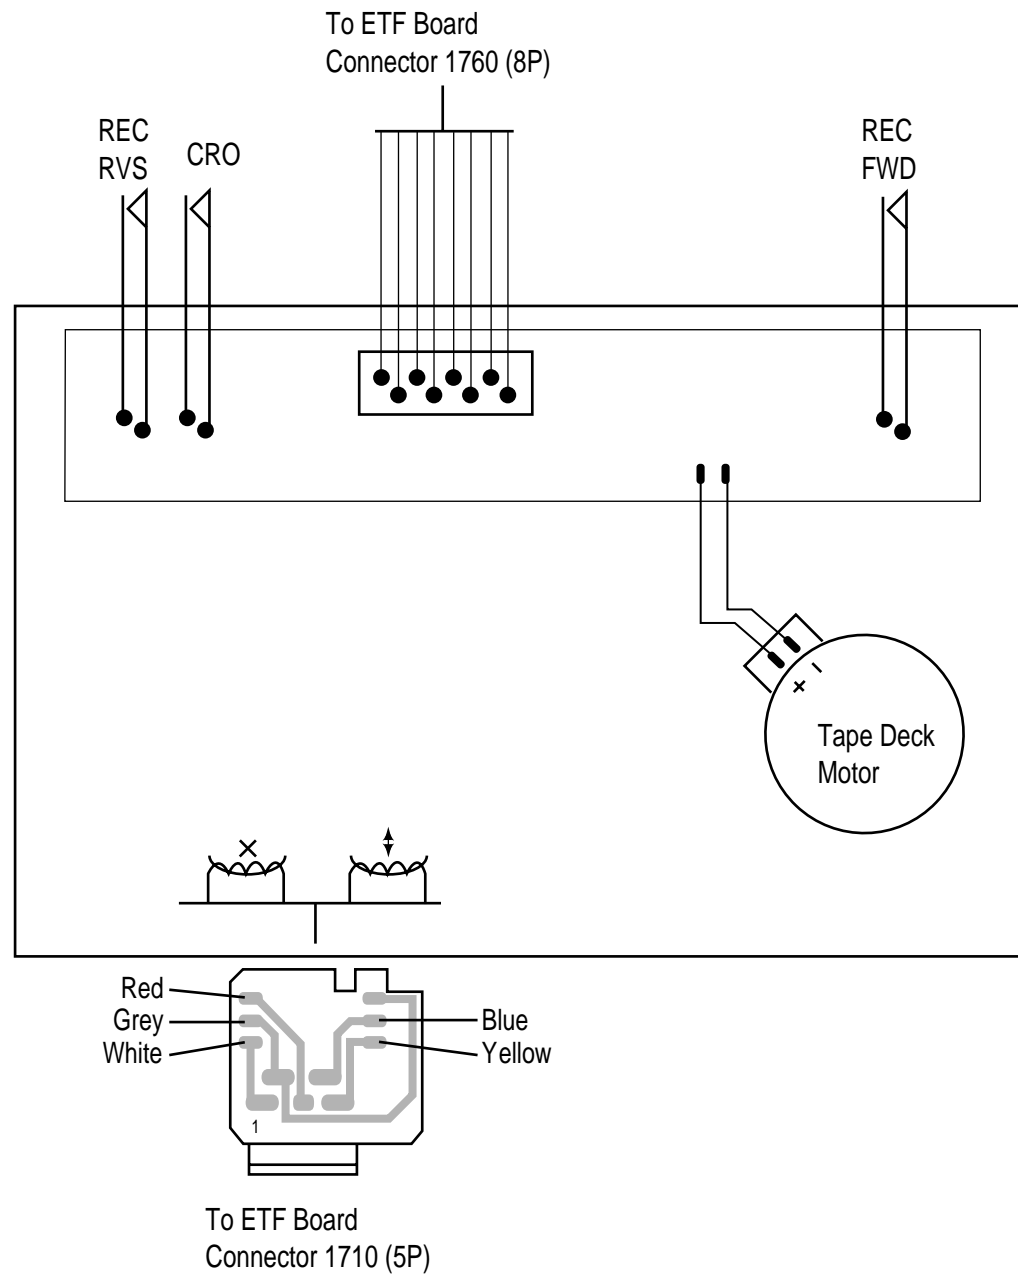 To ETF Board
Connector 1760 (8P)
REC
RVS
CRO
REC
FWD
+ –
Tape Deck
Motor
Red
Grey
White
Blue
Yellow
1
To ETF Board
Connector 1710 (5P)